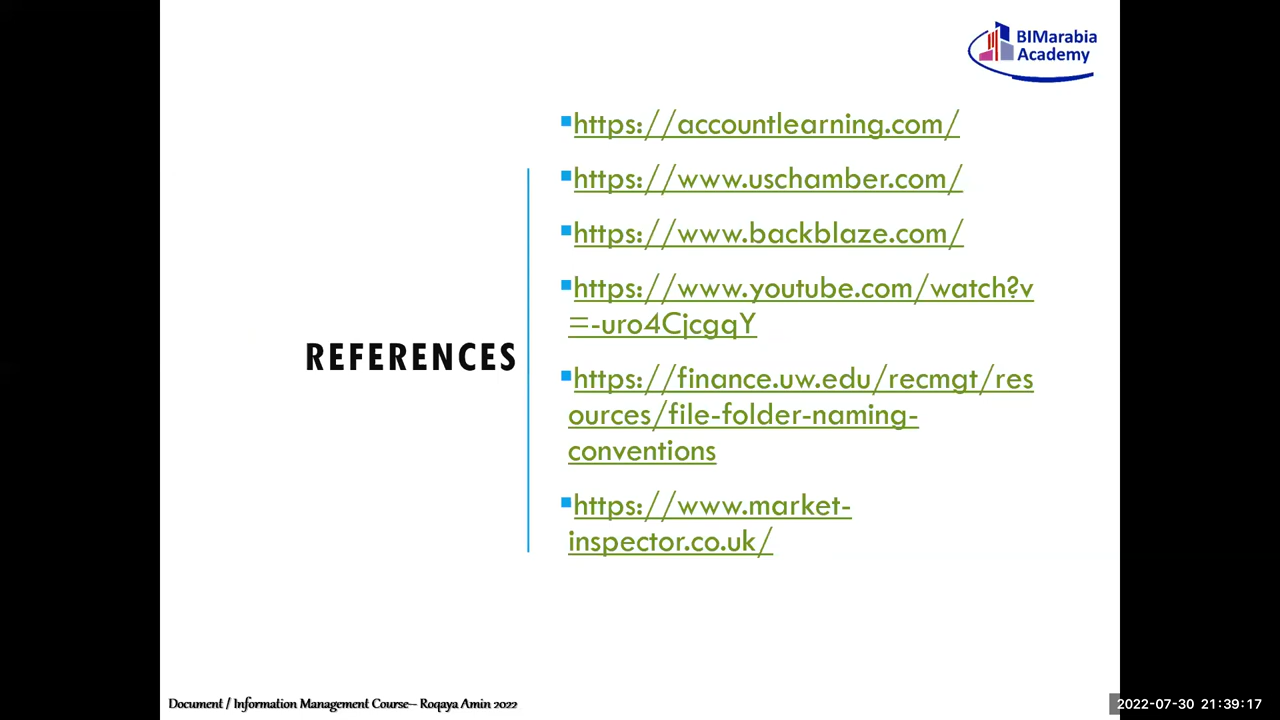 BIMarabia
Academy
▪https://accountlearning.com/
▪https://www.uschamber.com/
▪https://www.backblaze.com/
▪https://www.youtube.com/watch?v
=-uro4CjcgqY
REFERENCES
▪https://finance.uw.edu/recmgt/res
ources/file-folder-naming-
conventions
▪https://www.market-
inspector.co.uk/
Document / Information Management Course– Roqaya Amin 2022
2022-07-30 21:39:17